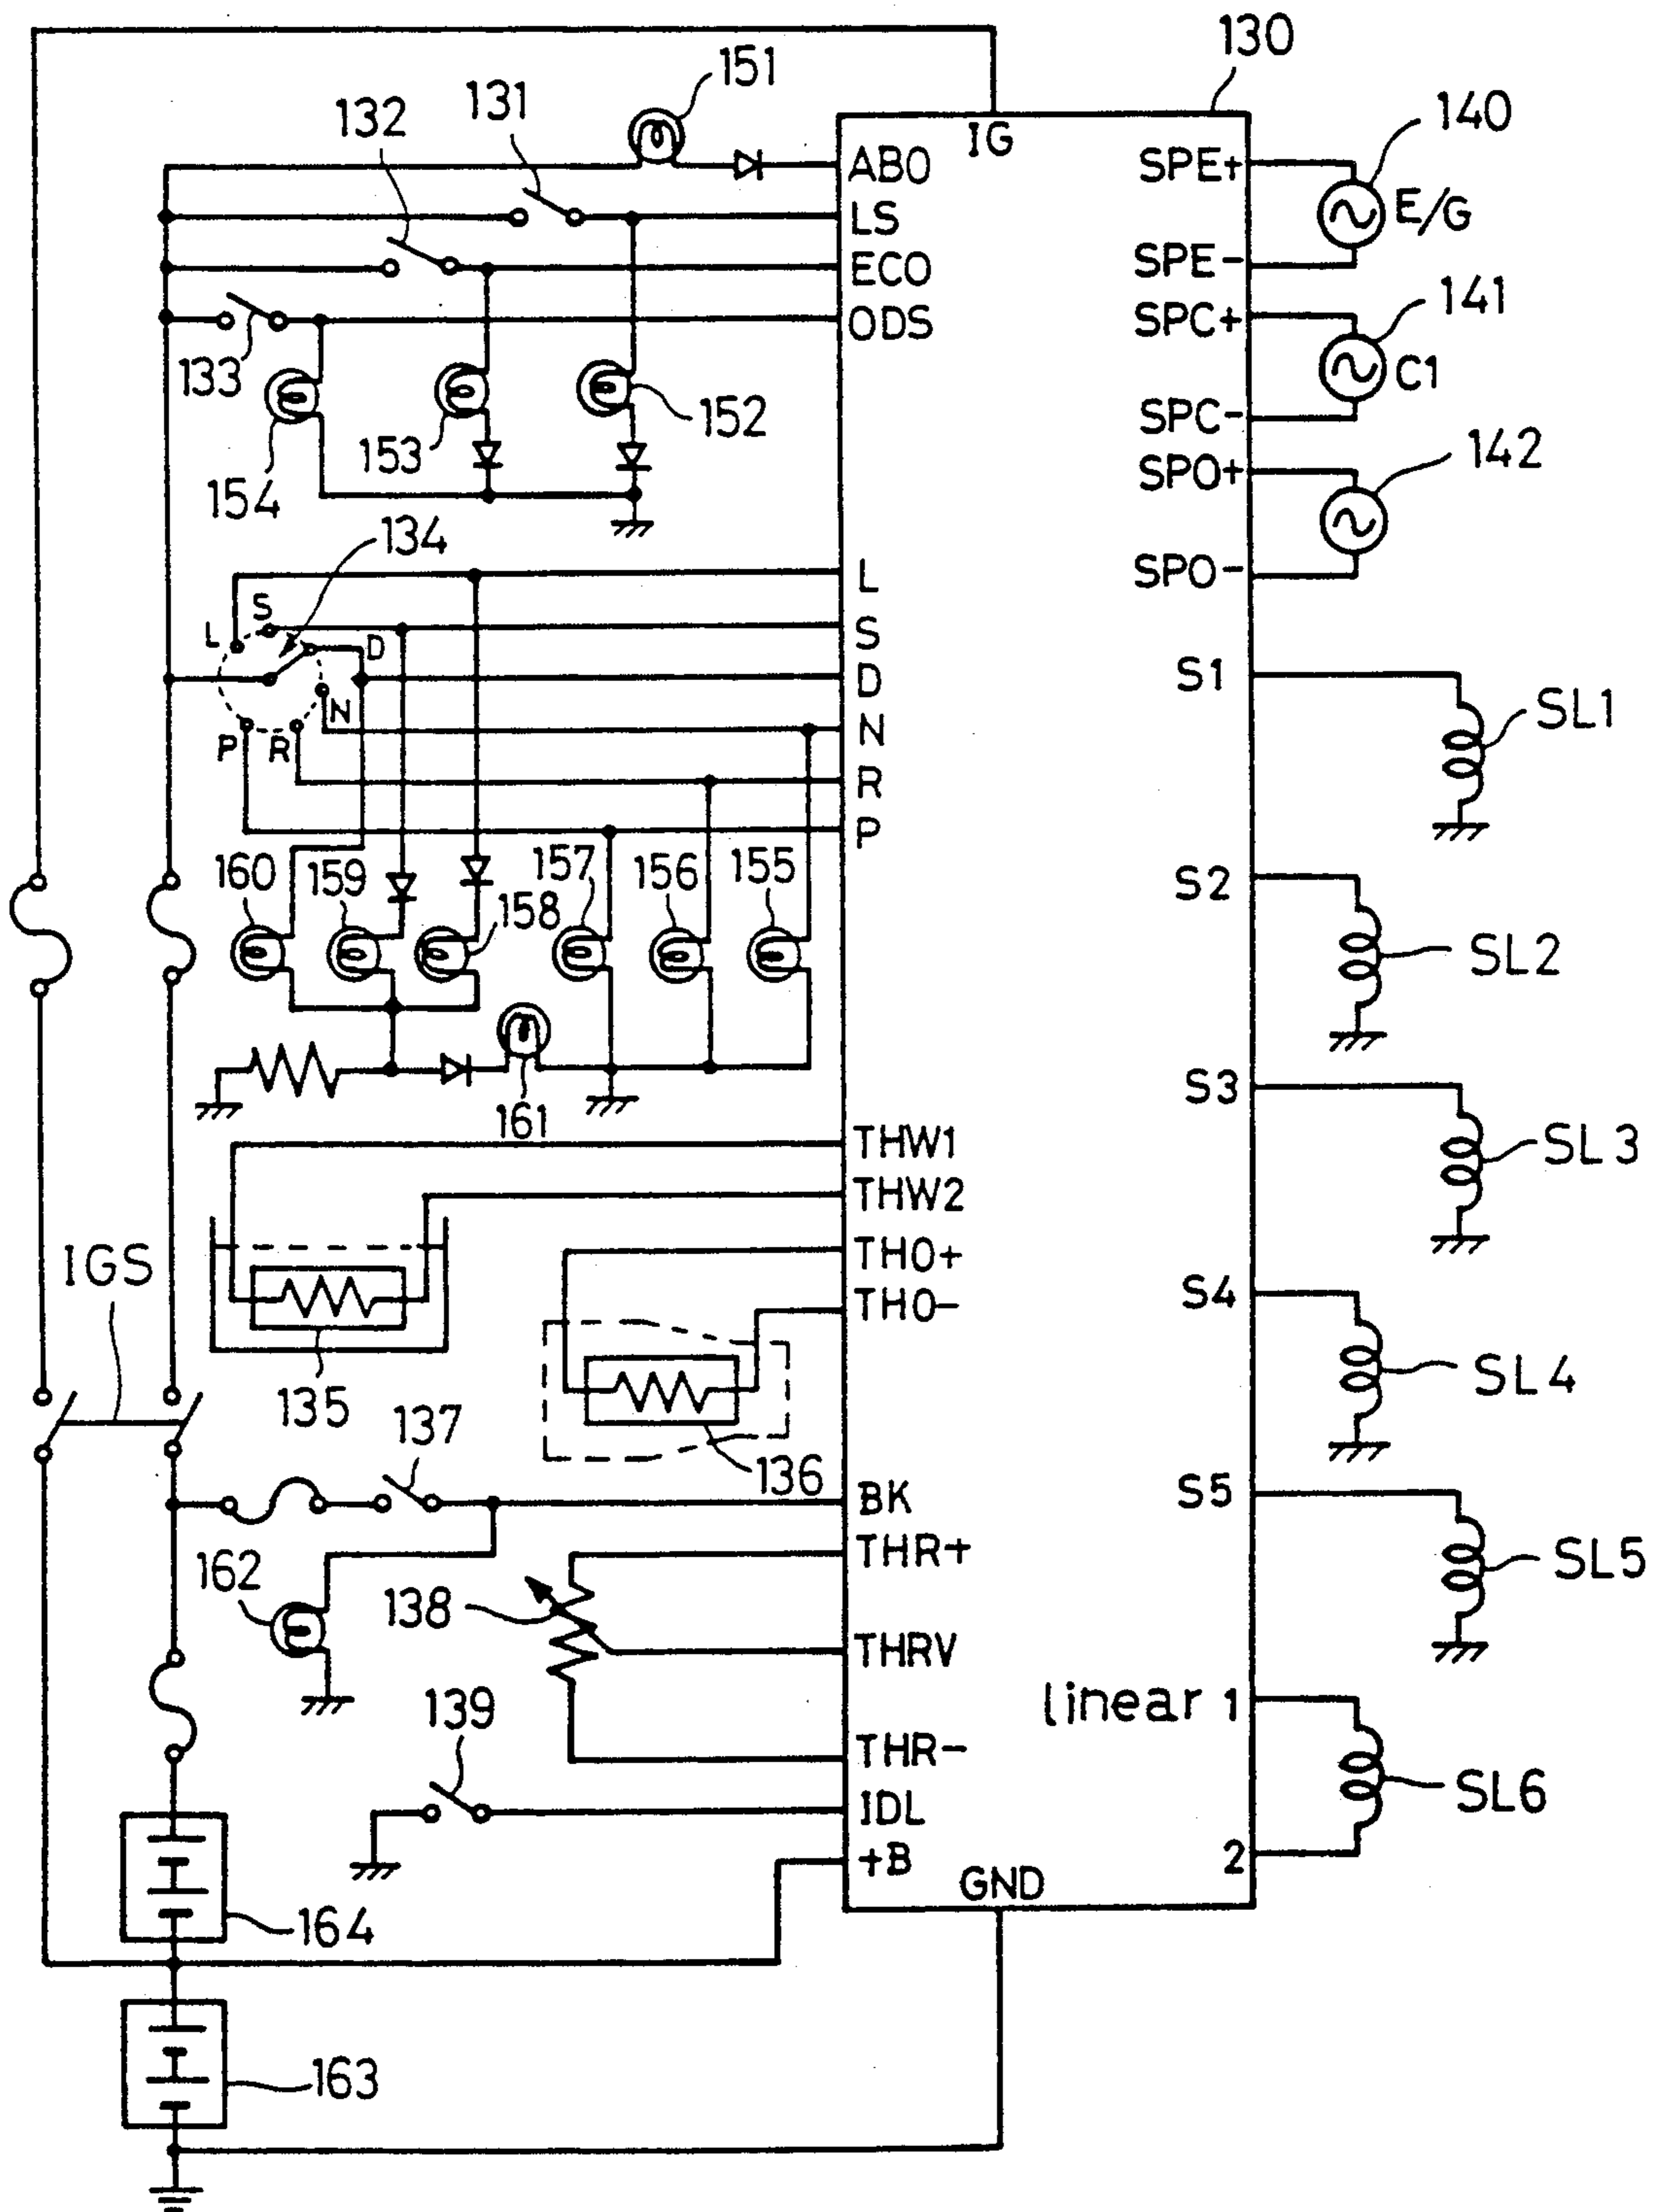 130
151
132
131
IG
140
ABO
SPE+
E/G
LS
SPE-
ECO
141
SPC+
ODS
C1
133
SPC-
152
142
153
SPO+
154
134
SPO-
L
S
L
S
D
D
S1
N
N
SL1
P
R
R
P
160
159
157
156
155
S2
158
SL2
161
S3
THW1
SL3
THW2
IGS
THO+
THO-
S4
135
SL4
137
136
S5
BK
THR+
SL5
162
138
THRV
linear 1
139
THR-
SL6
IDL
+B
2
GND
164
163